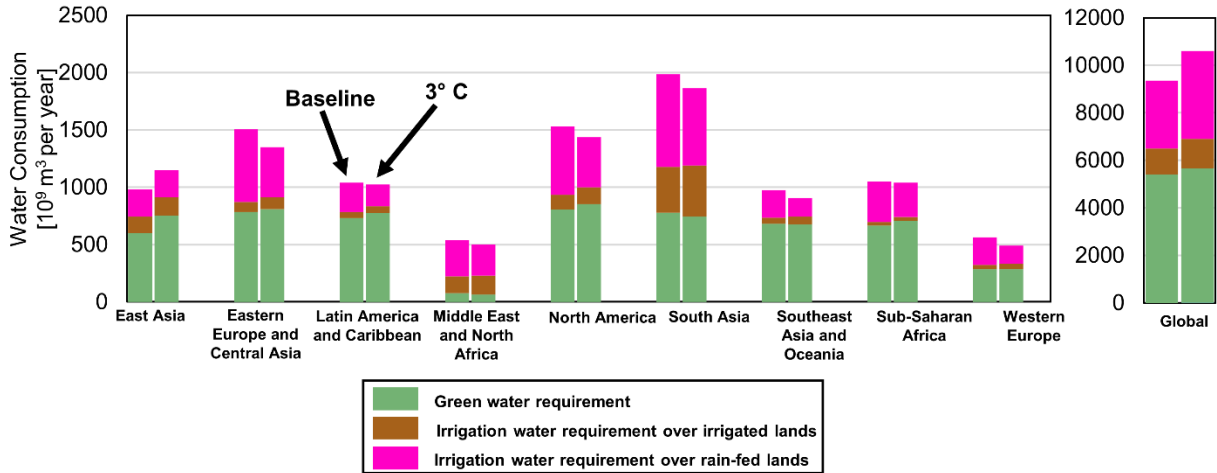 Water Consumption
[10⁹ m³ per year]
2500
2000
1500
1000
500
0
Baseline
3° C
East Asia
Eastern
Europe and
Central Asia
Latin America
and Caribbean
Middle East
and North
Africa
North America
South Asia
Southeast
Asia and
Oceania
Sub-Saharan
Africa
Western
Europe
12000
10000
8000
6000
4000
2000
0
Global
Green water requirement
Irrigation water requirement over irrigated lands
Irrigation water requirement over rain-fed lands